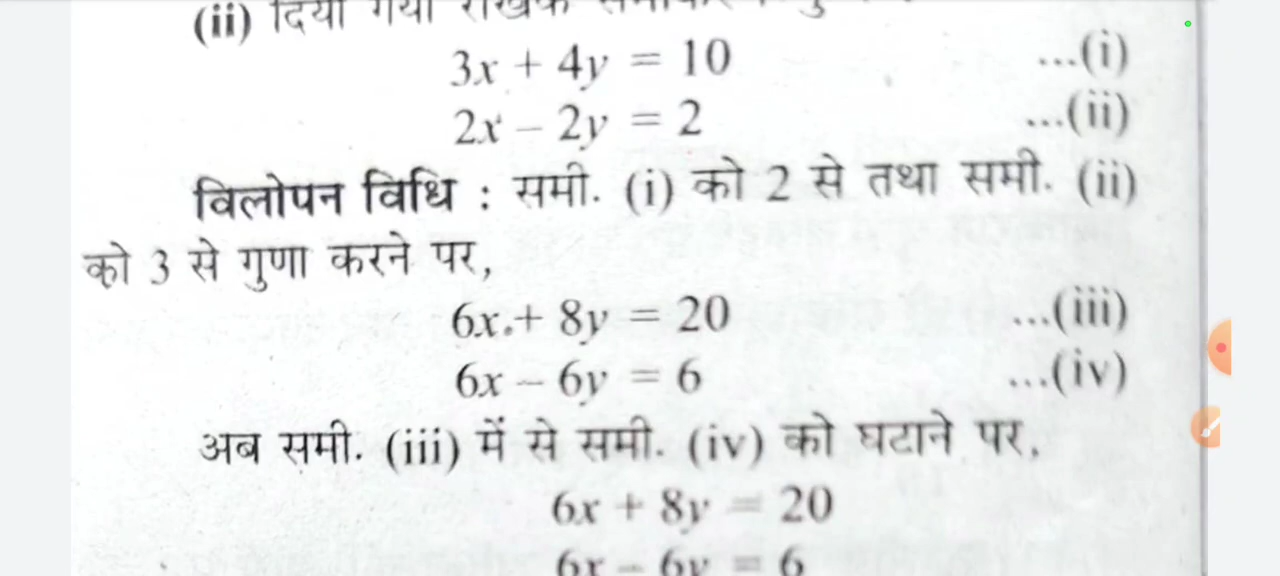 (ii) दिया गया
3x + 4y = 10 ...(i)
2x – 2y = 2 ...(ii)
विलोपन विधि : समी. (i) को 2 से तथा समी. (ii)
को 3 से गुणा करने पर,
6x + 8y = 20 ...(iii)
6x – 6y = 6 ...(iv)
अब समी. (iii) में से समी. (iv) को घटाने पर,
6x + 8y = 20
6x – 6y = 6